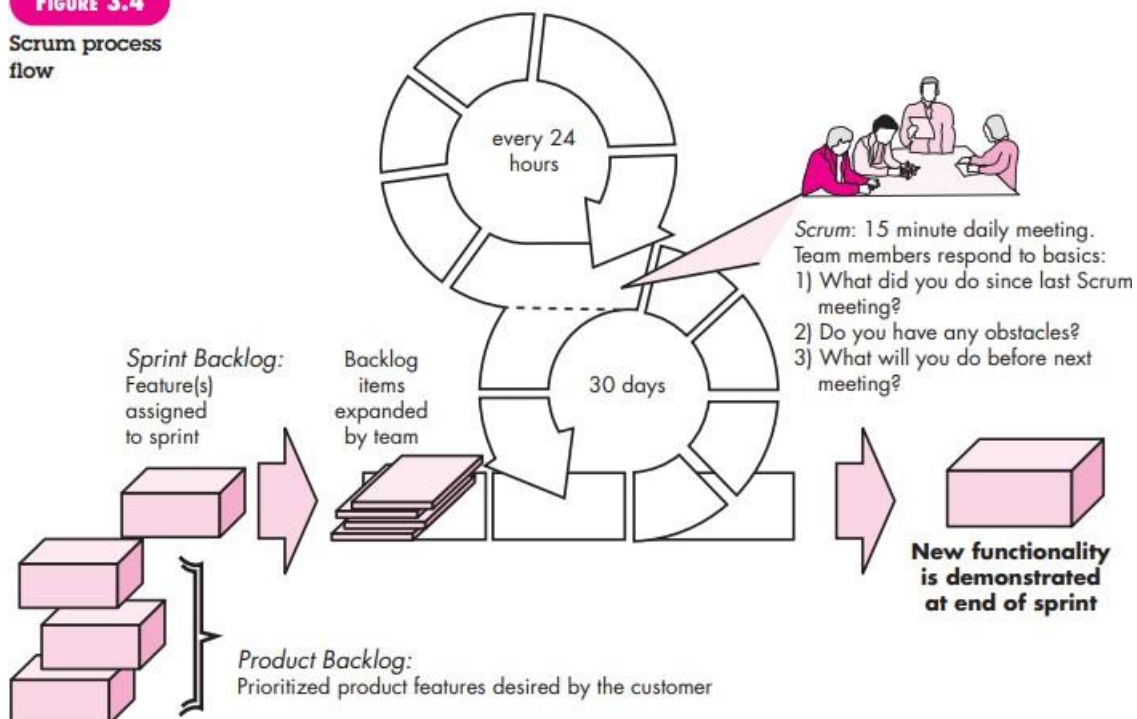 FIGURE 3.4
Scrum process
flow
every 24
hours
Scrum: 15 minute daily meeting.
Team members respond to basics:
1) What did you do since last Scrum
meeting?
2) Do you have any obstacles?
3) What will you do before next
meeting?
Sprint Backlog:
Feature(s)
assigned
to sprint
Backlog
items
expanded
by team
30 days
New functionality
is demonstrated
at end of sprint
Product Backlog:
Prioritized product features desired by the customer